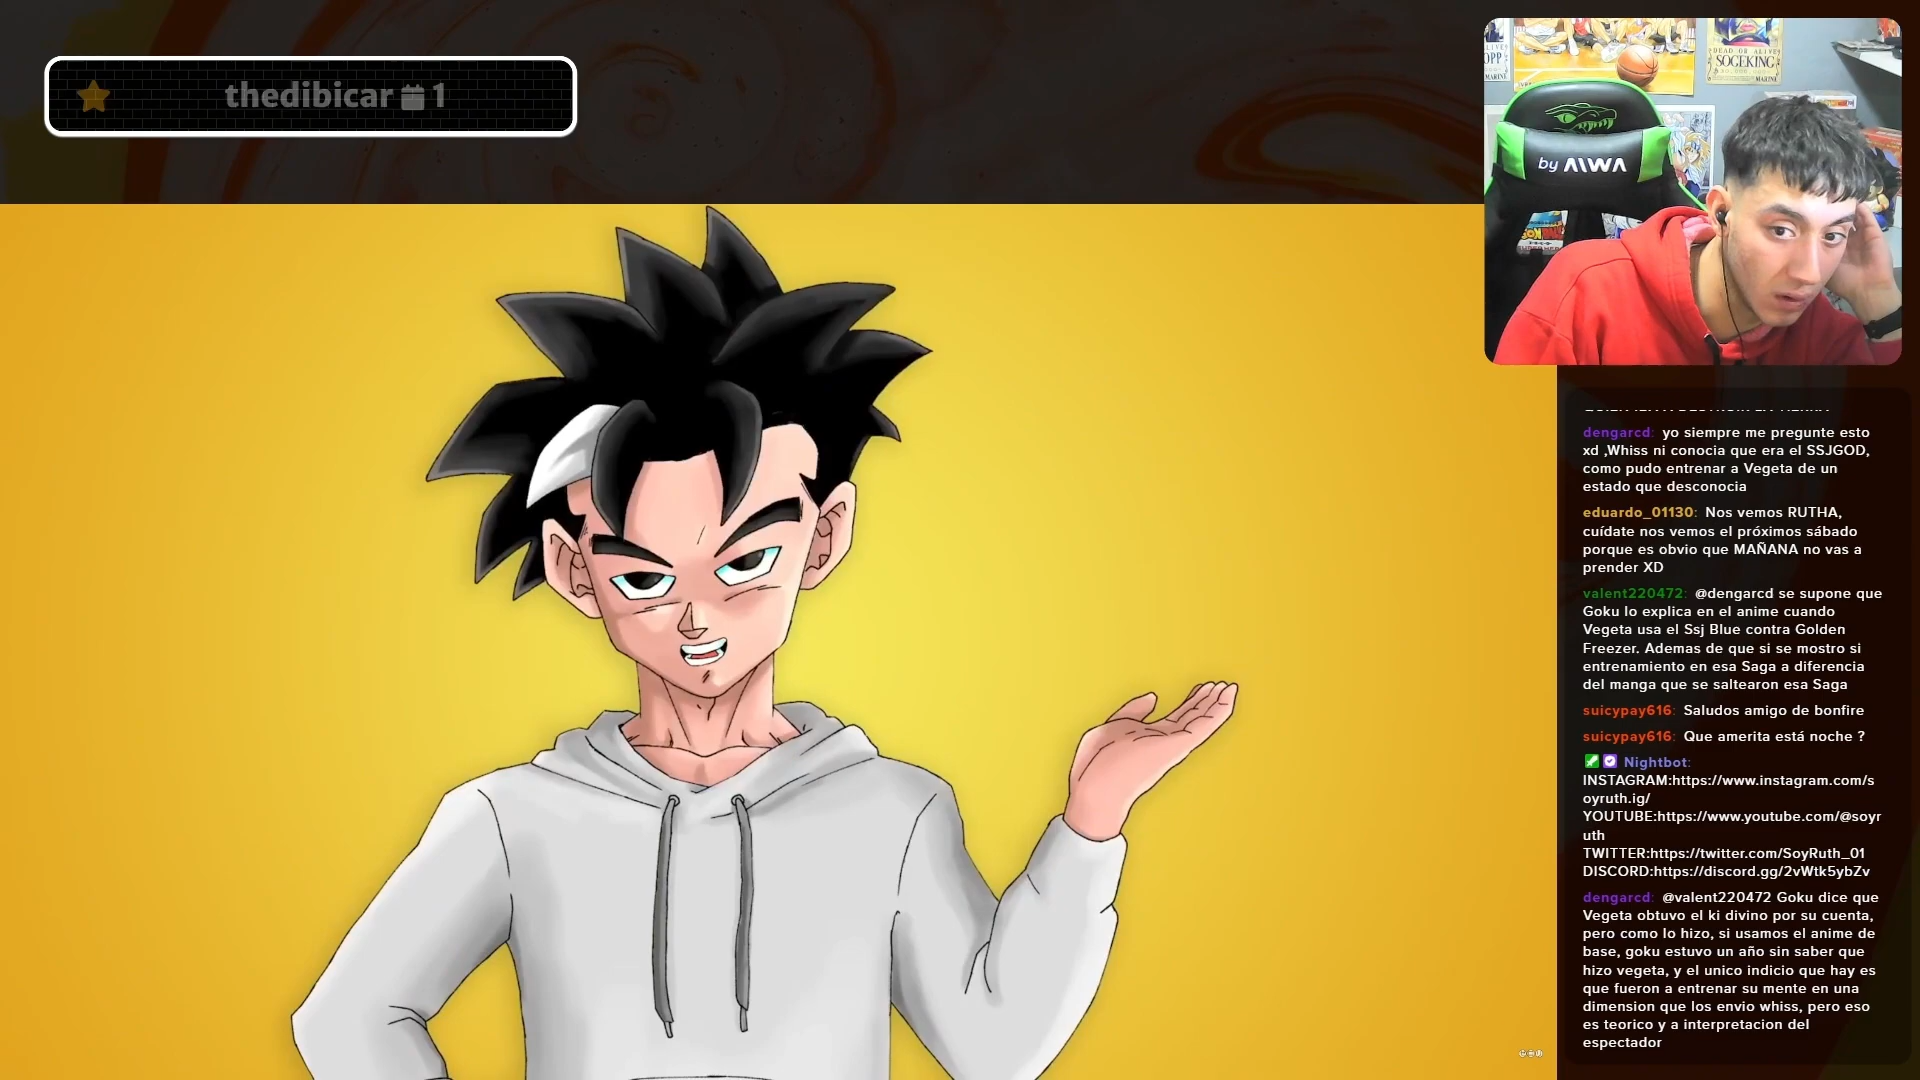 thedibicar 1
DEAD OR ALIVE
SOGEKING
MARINE
by AIWA
dengarcd: yo siempre me pregunte esto
xd ,Whiss ni conocia que era el SSJGOD,
como pudo entrenar a Vegeta de un
estado que desconocia
eduardo_01130: Nos vemos RUTHA,
cuídate nos vemos el próximos sábado
porque es obvio que MAÑANA no vas a
prender XD
valent220472: @dengarcd se supone que
Goku lo explica en el anime cuando
Vegeta usa el Ssj Blue contra Golden
Freezer. Ademas de que si se mostro si
entrenamiento en esa Saga a diferencia
del manga que se saltearon esa Saga
suicypay616: Saludos amigo de bonfire
suicypay616: Que amerita está noche ?
Nightbot:
INSTAGRAM:https://www.instagram.com/s
oyruth.ig/
YOUTUBE:https://www.youtube.com/@soyr
uth
TWITTER:https://twitter.com/SoyRuth_01
DISCORD:https://discord.gg/2vWtk5ybZv
dengarcd: @valent220472 Goku dice que
Vegeta obtuvo el ki divino por su cuenta,
pero como lo hizo, si usamos el anime de
base, goku estuvo un año sin saber que
hizo vegeta, y el unico indicio que hay es
que fueron a entrenar su mente en una
dimension que los envio whiss, pero eso
es teorico y a interpretacion del
espectador